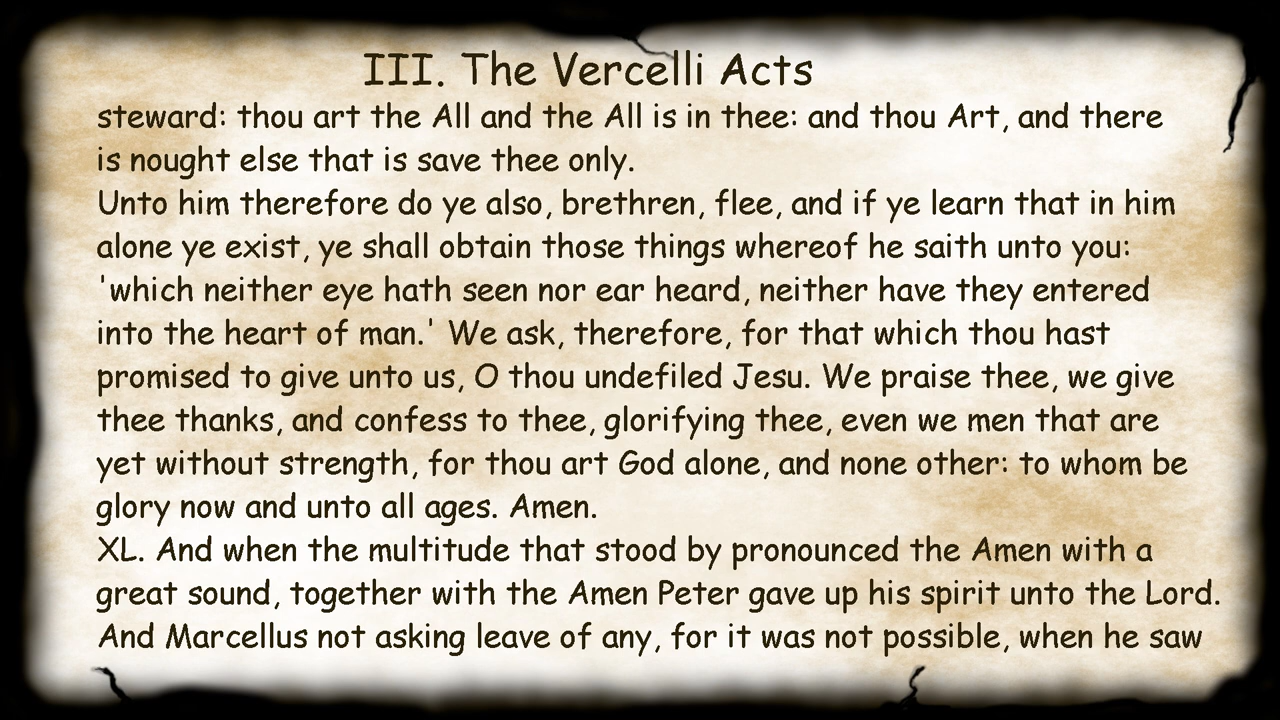 III. The Vercelli Acts
steward: thou art the All and the All is in thee: and thou Art, and there
is nought else that is save thee only.
Unto him therefore do ye also, brethren, flee, and if ye learn that in him
alone ye exist, ye shall obtain those things whereof he saith unto you:
'which neither eye hath seen nor ear heard, neither have they entered
into the heart of man.' We ask, therefore, for that which thou hast
promised to give unto us, O thou undefiled Jesu. We praise thee, we give
thee thanks, and confess to thee, glorifying thee, even we men that are
yet without strength, for thou art God alone, and none other: to whom be
glory now and unto all ages. Amen.
XL. And when the multitude that stood by pronounced the Amen with a
great sound, together with the Amen Peter gave up his spirit unto the Lord.
And Marcellus not asking leave of any, for it was not possible, when he saw